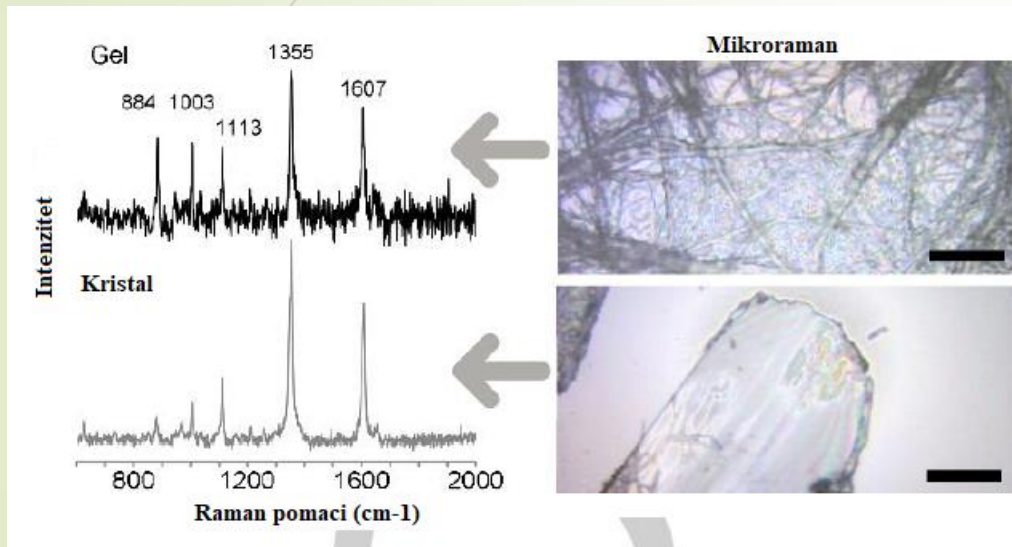 Mikroraman
Gel
884
1003
1113
1355
1607
Intenzitet
Kristal
800
1200
1600
2000
Raman pomaci (cm-1)